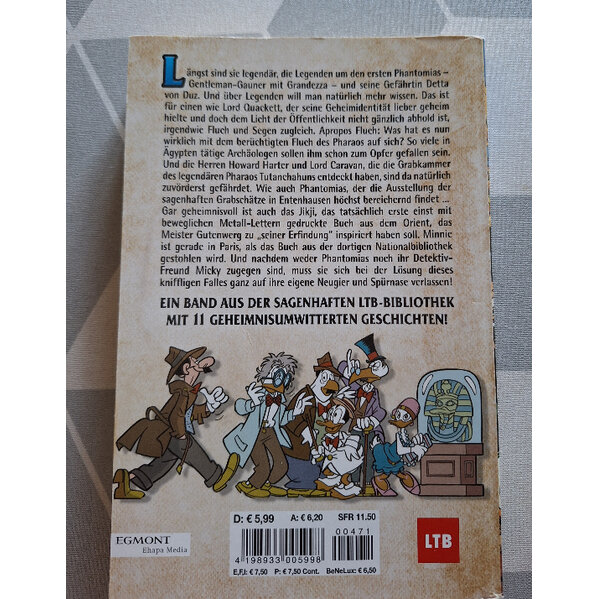 Längst sind sie legendär, die Legenden um den ersten Phantomias –
Gentleman-Gauner mit Grandezza – und seine Gefährtin Detta
von Duz. Und über Legenden will man natürlich mehr wissen. Das ist
für einen wie Lord Quackett, der seine Geheimidentität lieber geheim
hielte und doch dem Licht der Öffentlichkeit nicht gänzlich abhold ist,
irgendwie Fluch und Segen zugleich. Apropos Fluch: Was hat es nun
wirklich mit dem berüchtigten Fluch des Pharaos auf sich? So viele in
Ägypten tätige Archäologen sollen ihm schon zum Opfer gefallen sein.
Und die Herren Howard Harter und Lord Caravan, die die Grabkammer
des legendären Pharaos Tutanchahuns entdeckt haben, sind da natürlich
zuvörderst gefährdet. Wie auch Phantomias, der die Ausstellung der
sagenhaften Grabschätze in Entenhausen höchst bereichernd findet ...
Gar geheimnisvoll ist auch das Jikji, das tatsächlich erste einst mit
beweglichen Metall-Lettern gedruckte Buch aus dem Orient, das
Meister Gutenwerg zu „seiner Erfindung" inspiriert haben soll. Minnie
ist gerade in Paris, als das Buch aus der dortigen Nationalbibliothek
gestohlen wird. Und nachdem weder Phantomias noch ihr Detektiv-
Freund Micky zugegen sind, muss sie sich bei der Lösung dieses
kniffligen Falles ganz auf ihre eigene Neugier und Spürnase verlassen!
EIN BAND AUS DER SAGENHAFTEN LTB-BIBLIOTHEK
MIT 11 GEHEIMNISUMWITTERTEN GESCHICHTEN!
D: € 5,99 A: € 6,20 SFR 11.50
00471
EGMONT
Ehapa Media
4 198933 005998
LTB
E,F,I: € 7,50 P: € 7,50 Cont. BeNeLux: € 6,50